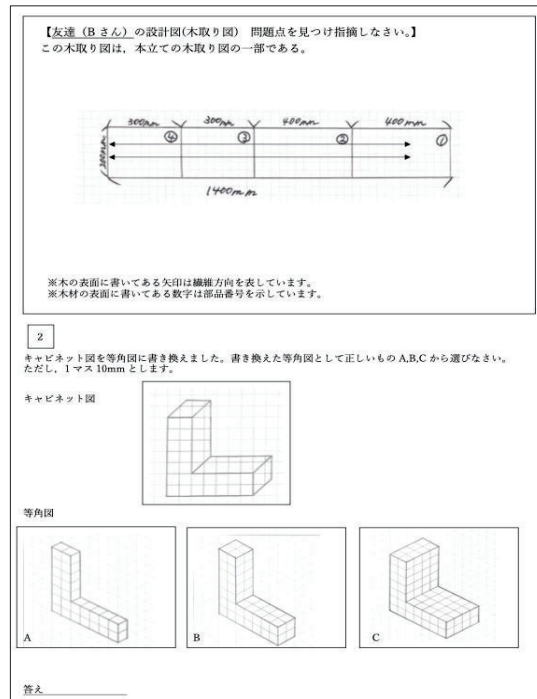 【友達（Bさん）の設計図(木取り図) 問題点を見つけ指摘しなさい。】
この木取り図は，本立ての木取り図の一部である。
300mm 300mm 400mm 400mm
④ ③ ② ①
200mm
1400mm
※木の表面に書いてある矢印は繊維方向を表しています。
※木材の表面に書いてある数字は部品番号を示しています。
2
キャビネット図を等角図に書き換えました。書き換えた等角図として正しいもの A,B,C から選びなさい。
ただし，1マス10mmとします。
キャビネット図
等角図
A B C
答え